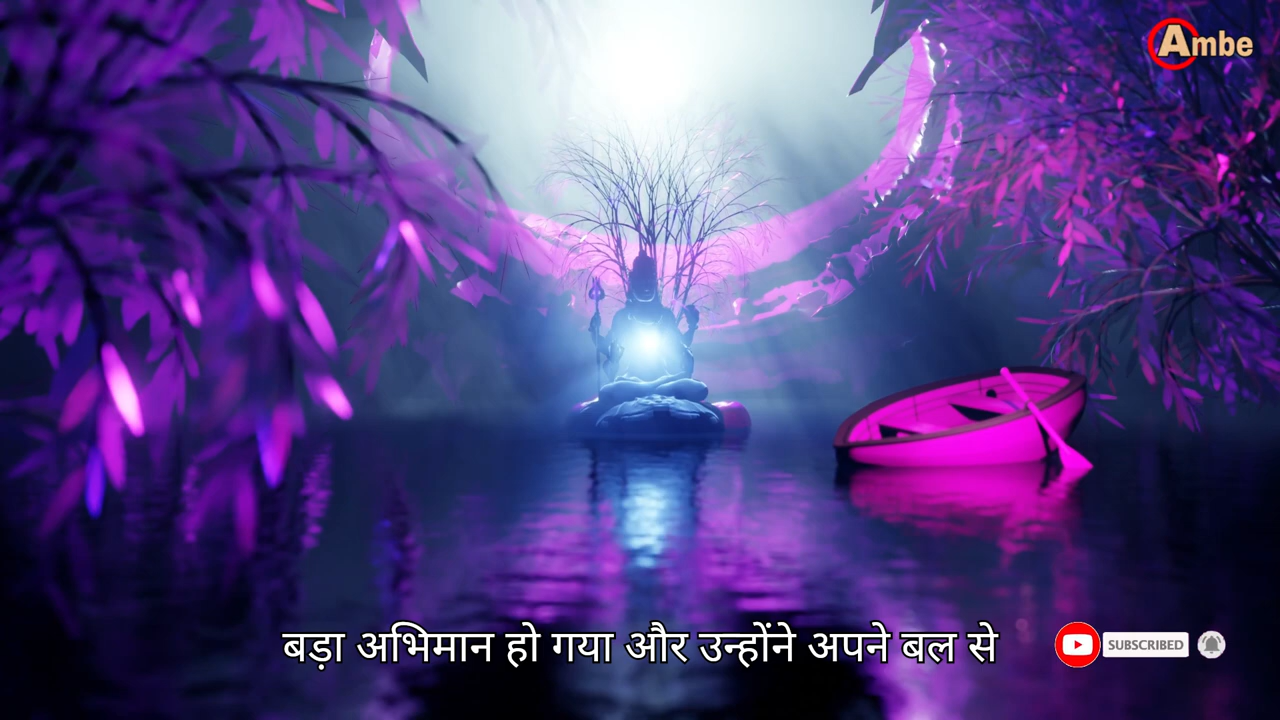 Ambe
बड़ा अभिमान हो गया और उन्होंने अपने बल से
SUBSCRIBED